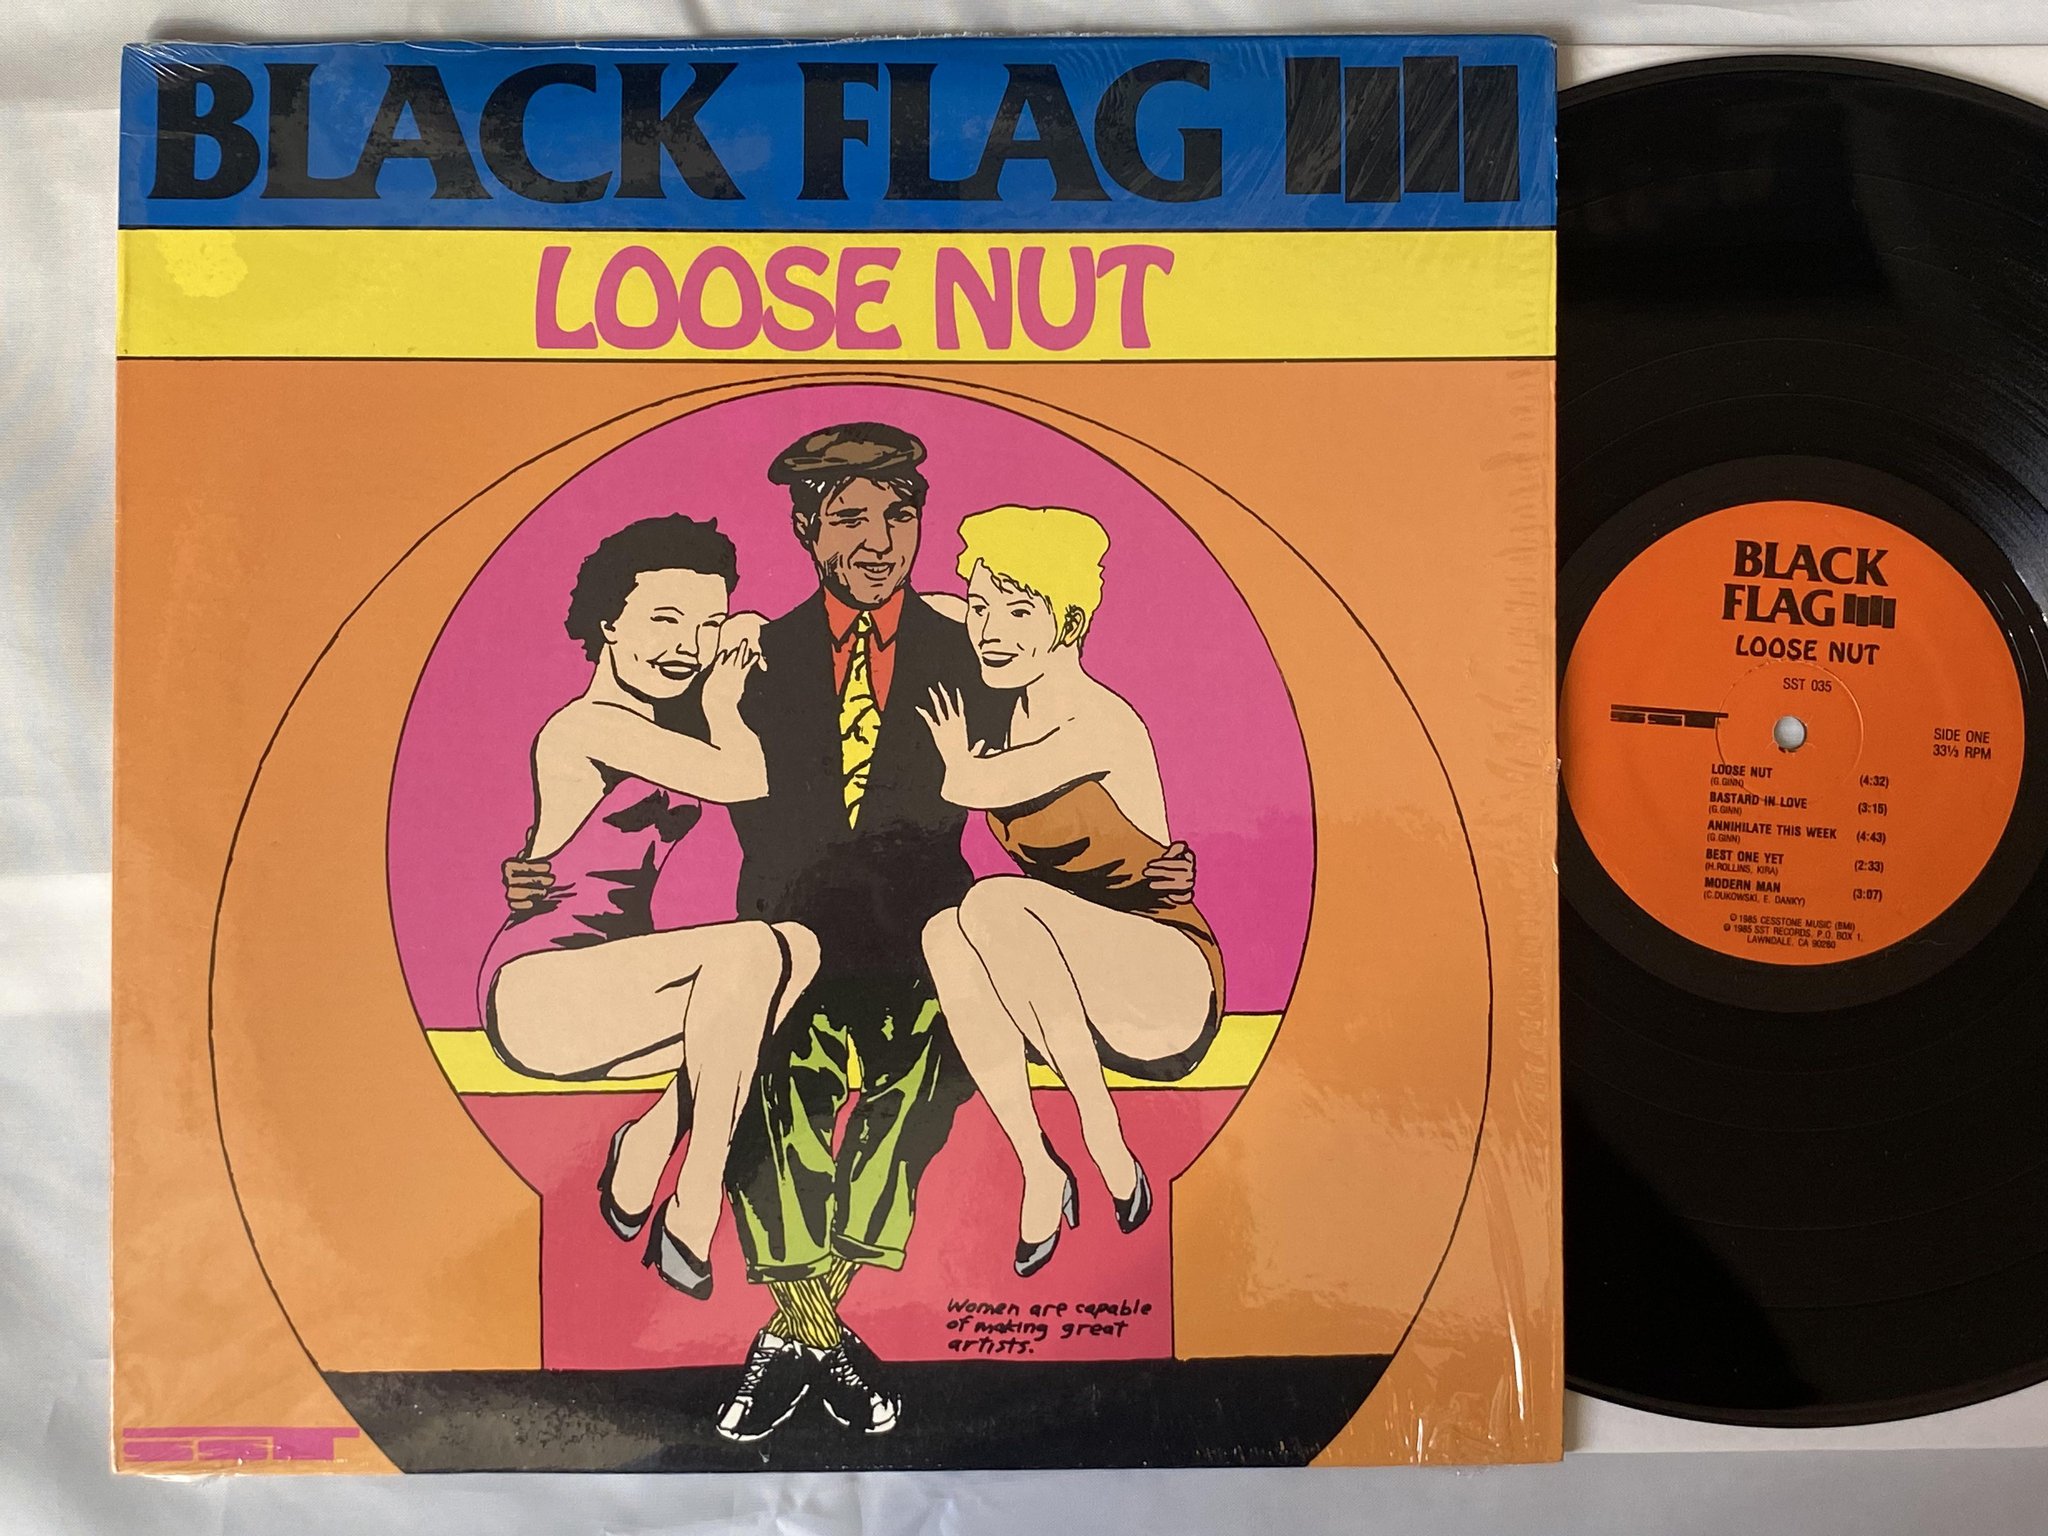 BLACK FLAG
LOOSE NUT
Women are capable
of making great
artists.
SST
BLACK
FLAG
LOOSE NUT
SST 035
SST
SIDE ONE
33⅓ RPM
LOOSE NUT (4:32)
(G.GINN)
BASTARD IN LOVE (3:15)
(G.GINN)
ANNIHILATE THIS WEEK (4:43)
(G.GINN)
BEST ONE YET (2:33)
(H.ROLLINS, KIRA)
MODERN MAN (3:07)
(C.DUKOWSKI, E. DANKY)
© 1985 CESSTONE MUSIC (BMI)
℗ 1985 SST RECORDS, P.O. BOX 1,
LAWNDALE, CA 90260